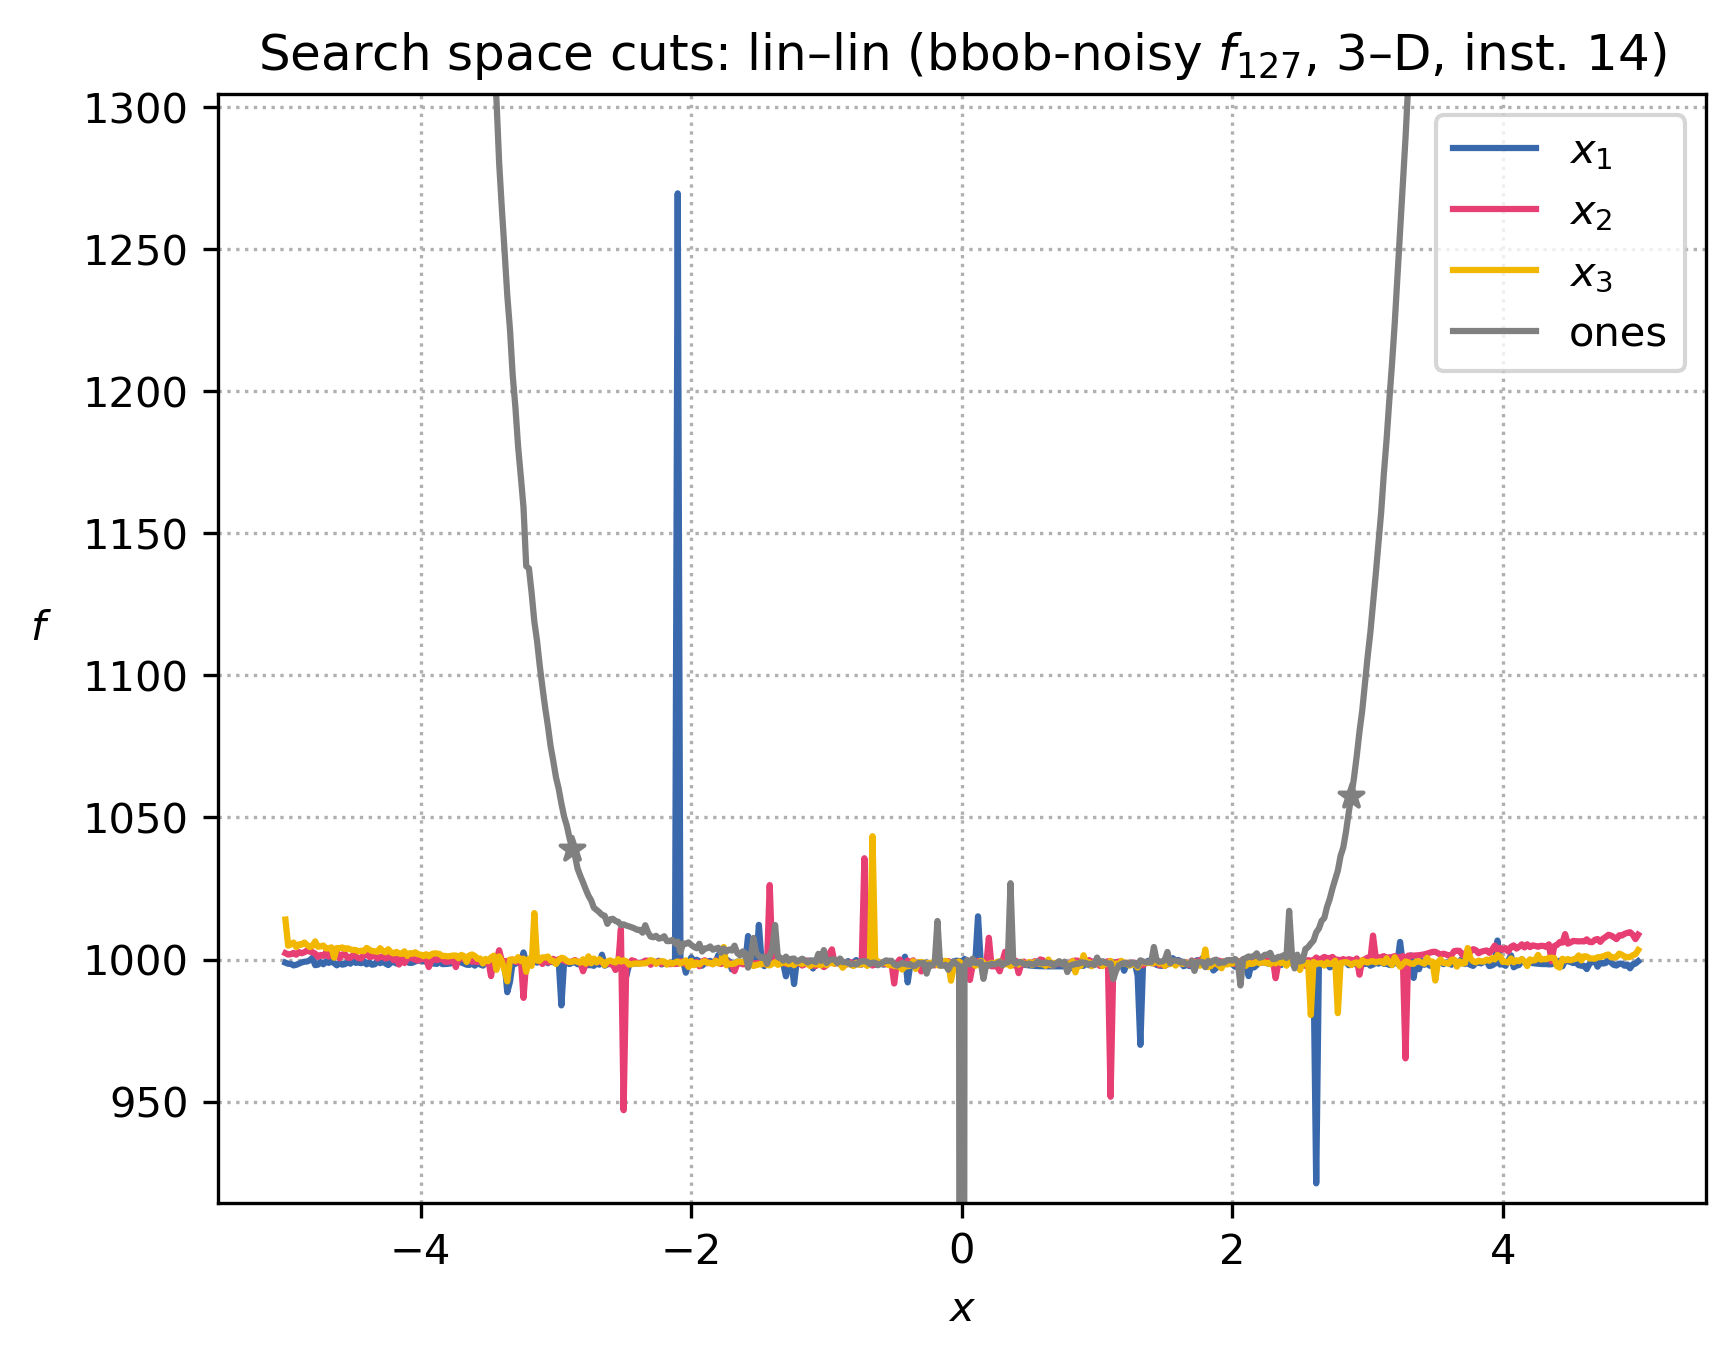 Search space cuts: lin–lin (bbob-noisy f₁₂₇, 3–D, inst. 14)
1300
1250
1200
1150
1100
1050
1000
950
f
x₁
x₂
x₃
ones
−4 −2 0 2 4
x